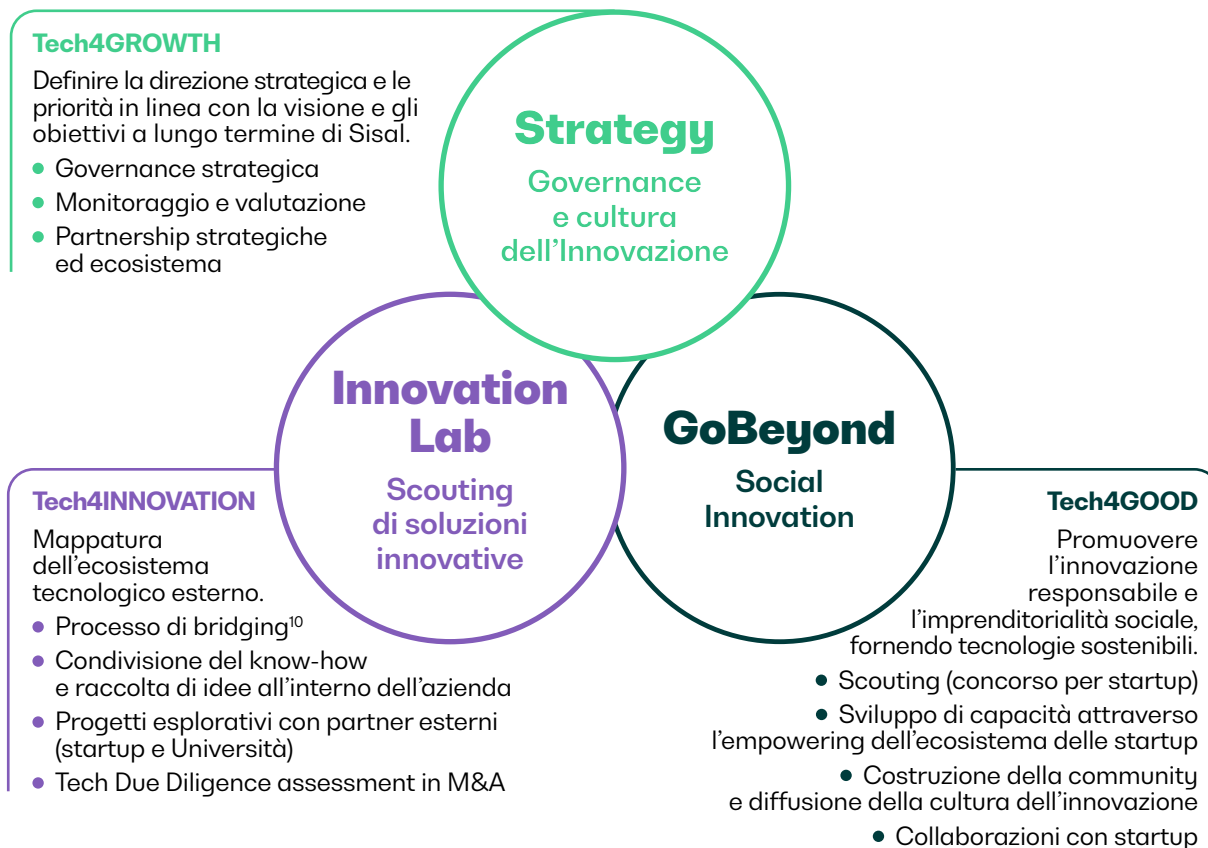 Tech4GROWTH
Definire la direzione strategica e le
priorità in linea con la visione e gli
obiettivi a lungo termine di Sisal.
• Governance strategica
• Monitoraggio e valutazione
• Partnership strategiche
ed ecosistema
Strategy
Governance
e cultura
dell’Innovazione
Innovation
Lab
Scouting
di soluzioni
innovative
GoBeyond
Social
Innovation
Tech4INNOVATION
Mappatura
dell’ecosistema
tecnologico esterno.
• Processo di bridging¹⁰
• Condivisione del know-how
e raccolta di idee all’interno dell’azienda
• Progetti esplorativi con partner esterni
(startup e Università)
• Tech Due Diligence assessment in M&A
Tech4GOOD
Promuovere
l’innovazione
responsabile e
l’imprenditorialità sociale,
fornendo tecnologie sostenibili.
• Scouting (concorso per startup)
• Sviluppo di capacità attraverso
l’empowering dell’ecosistema delle startup
• Costruzione della community
e diffusione della cultura dell’innovazione
• Collaborazioni con startup